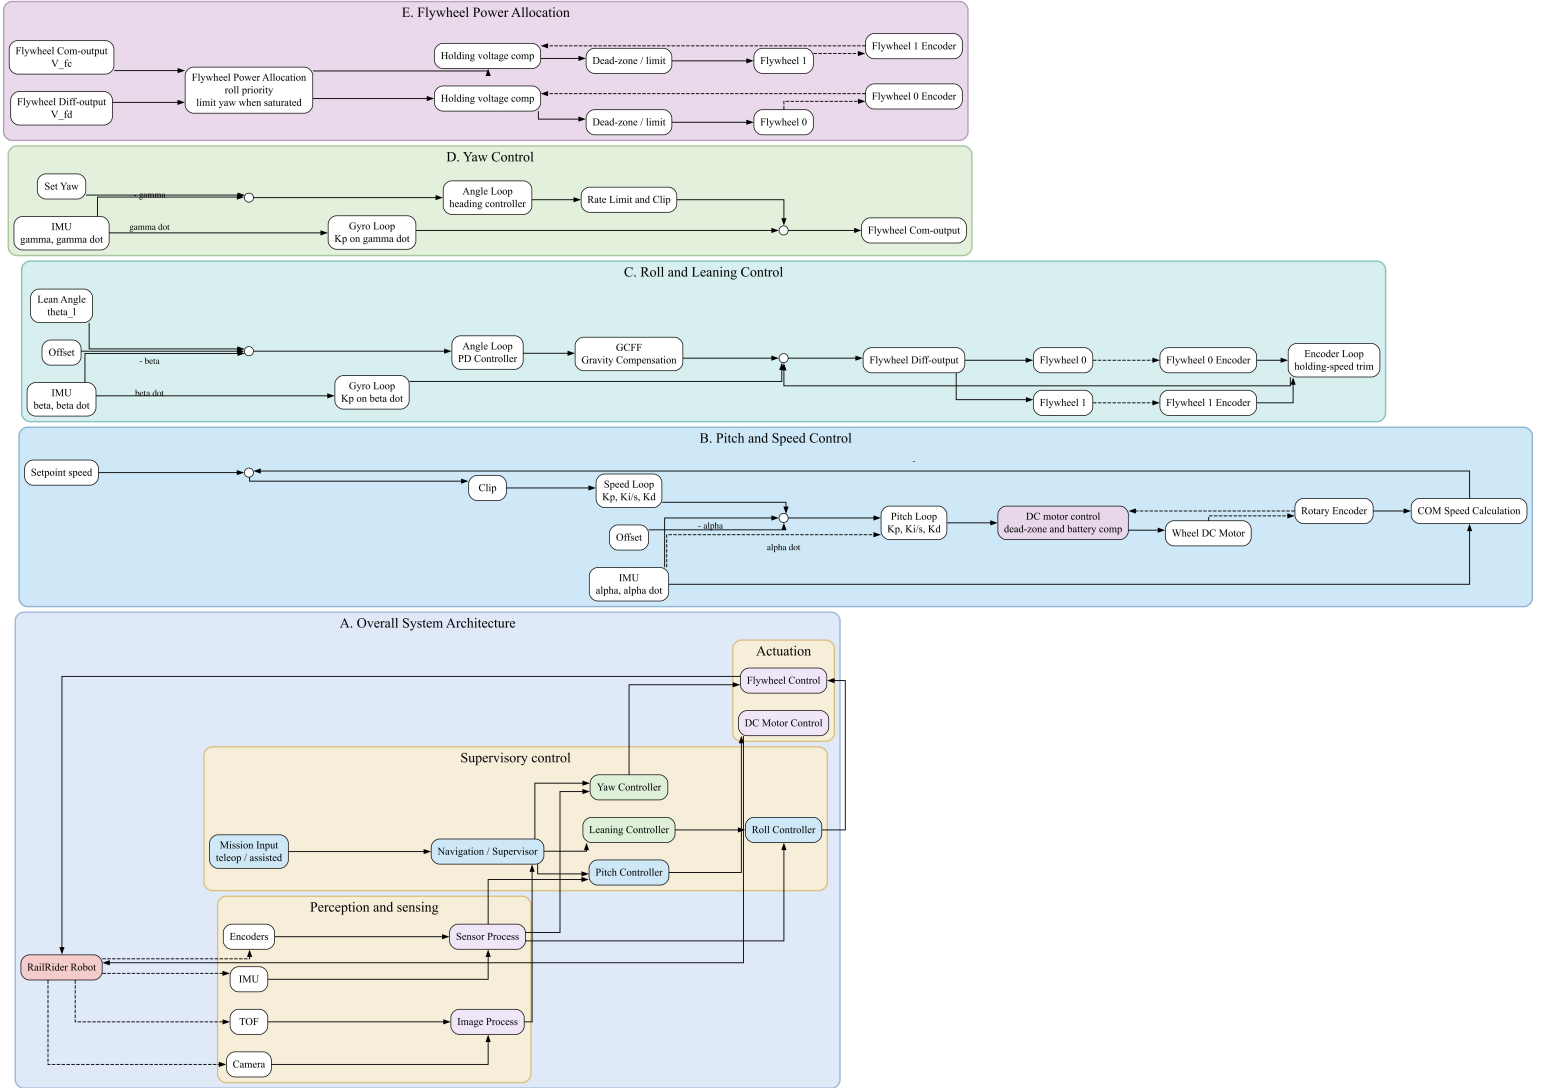 E. Flywheel Power Allocation
Flywheel Com-output
V_fc
Flywheel Diff-output
V_fd
Flywheel Power Allocation
roll priority
limit yaw when saturated
Holding voltage comp
Holding voltage comp
Dead-zone / limit
Dead-zone / limit
Flywheel 1
Flywheel 0
Flywheel 1 Encoder
Flywheel 0 Encoder
D. Yaw Control
Set Yaw
- gamma
IMU
gamma, gamma dot
gamma dot
Gyro Loop
Kp on gamma dot
Angle Loop
heading controller
Rate Limit and Clip
Flywheel Com-output
C. Roll and Leaning Control
Lean Angle
theta_l
Offset
- beta
IMU
beta, beta dot
beta dot
Gyro Loop
Kp on beta dot
Angle Loop
PD Controller
GCFF
Gravity Compensation
Flywheel Diff-output
Flywheel 0
Flywheel 1
Flywheel 0 Encoder
Flywheel 1 Encoder
Encoder Loop
holding-speed trim
B. Pitch and Speed Control
Setpoint speed
-
Clip
Speed Loop
Kp, Ki/s, Kd
Offset
- alpha
alpha dot
IMU
alpha, alpha dot
Pitch Loop
Kp, Ki/s, Kd
DC motor control
dead-zone and battery comp
Wheel DC Motor
Rotary Encoder
COM Speed Calculation
A. Overall System Architecture
Actuation
Flywheel Control
DC Motor Control
Supervisory control
Yaw Controller
Leaning Controller
Roll Controller
Mission Input
teleop / assisted
Navigation / Supervisor
Pitch Controller
Perception and sensing
Encoders
Sensor Process
RailRider Robot
IMU
TOF
Image Process
Camera